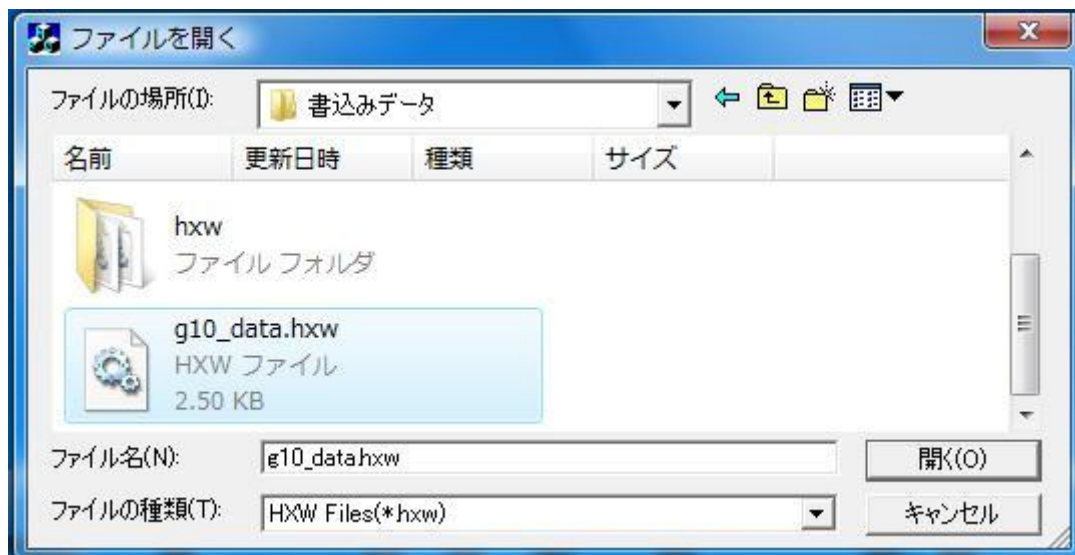 ファイルを開く
ファイルの場所(I):
書込みデータ
名前 更新日時 種類 サイズ
hxw
ファイル フォルダ
g10_data.hxw
HXW ファイル
2.50 KB
ファイル名(N):
g10_data.hxw
開く(O)
ファイルの種類(T):
HXW Files(*.hxw)
キャンセル